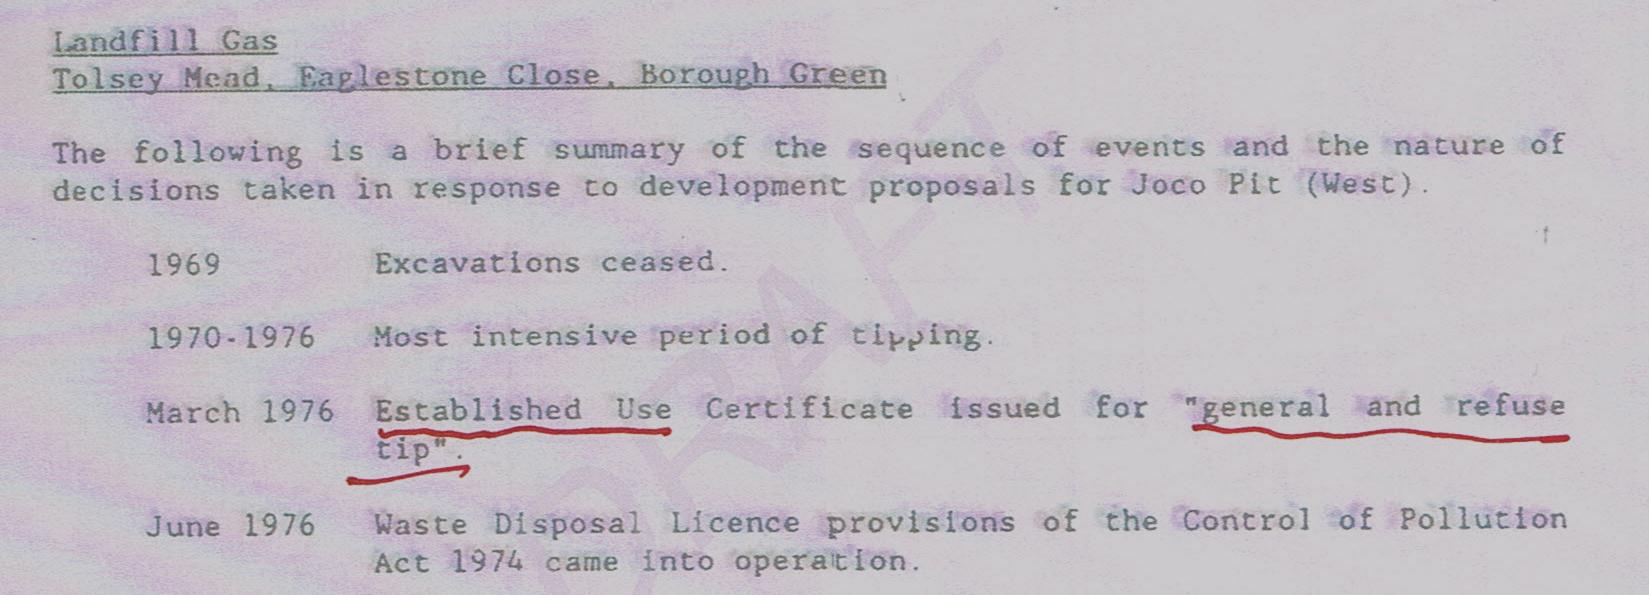 Landfill Gas
Tolsey Mead, Eaglestone Close, Borough Green
The following is a brief summary of the sequence of events and the nature of
decisions taken in response to development proposals for Joco Pit (West).
1969 Excavations ceased.
1970-1976 Most intensive period of tipping.
March 1976 Established Use Certificate issued for "general and refuse
tip".
June 1976 Waste Disposal Licence provisions of the Control of Pollution
Act 1974 came into operation.
DRAFT